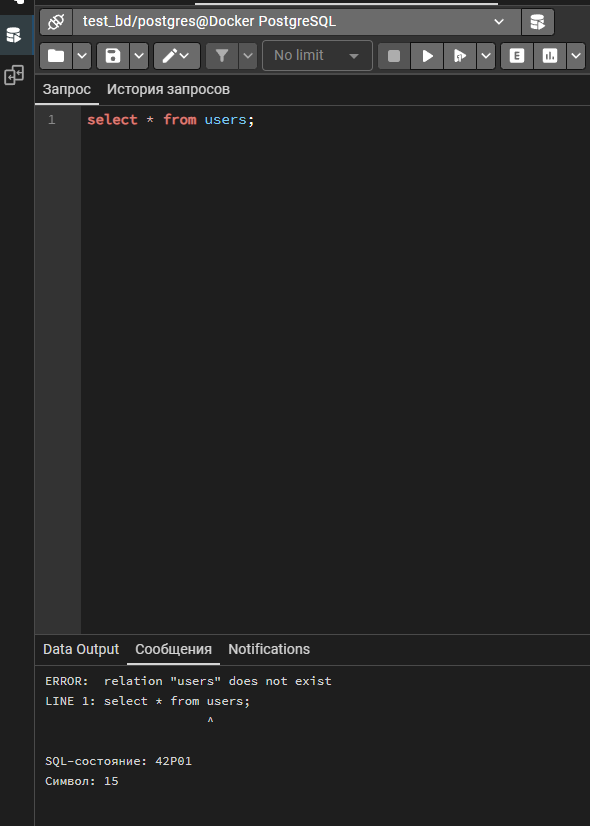 test_bd/postgres@Docker PostgreSQL
No limit
E
Запрос История запросов
1 select * from users;
Data Output Сообщения Notifications
ERROR:  relation "users" does not exist
LINE 1: select * from users;
^
SQL-состояние: 42P01
Символ: 15